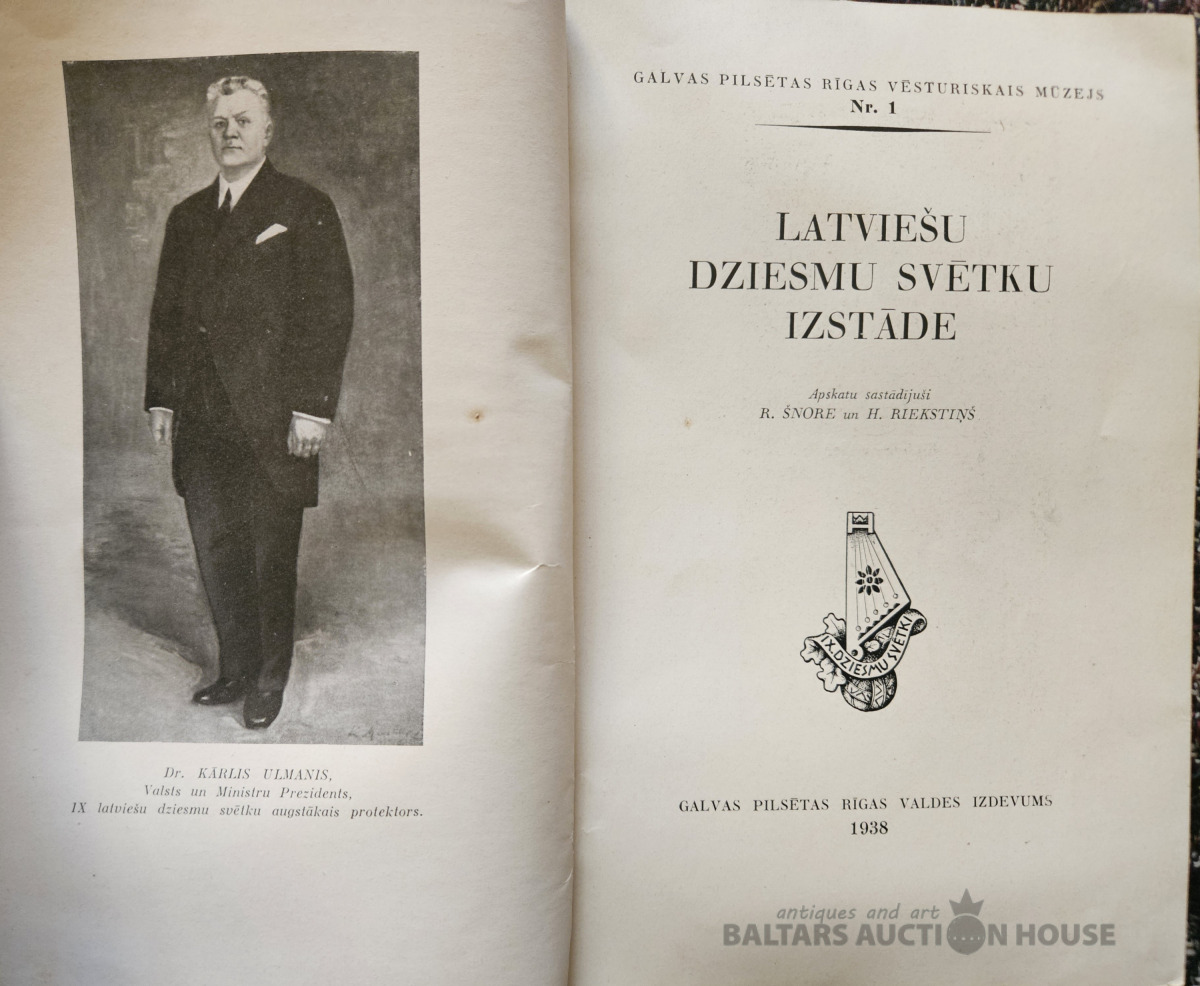 Dr. KĀRLIS ULMANIS,
Valsts un Ministru Prezidents,
IX latviešu dziesmu svētku augstākais protektors.
GALVAS PILSĒTAS RĪGAS VĒSTURISKAIS MŪZEJS
Nr. 1
LATVIEŠU
DZIESMU SVĒTKU
IZSTĀDE
Apskatu sastādījuši
R. ŠNORE un H. RIEKSTIŅŠ
IX. DZIESMU SVĒTKI
GALVAS PILSĒTAS RĪGAS VALDES IZDEVUMS
1938
antiques and art
BALTARS AUCTION HOUSE